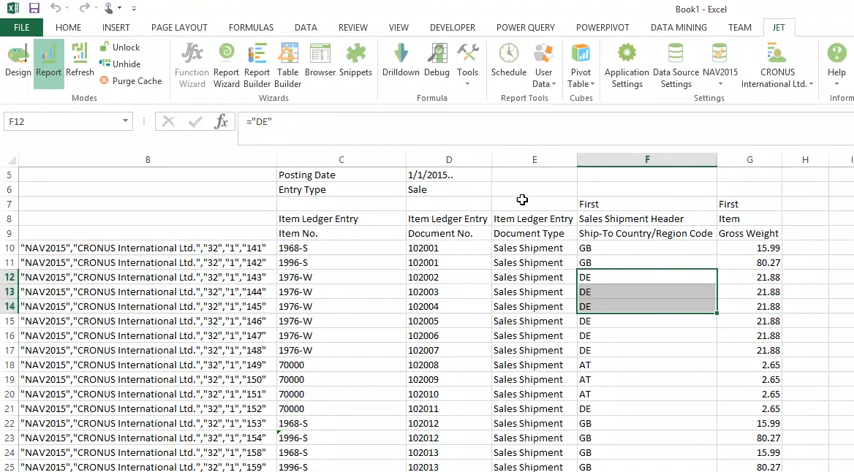 Book1 - Excel
FILE HOME INSERT PAGE LAYOUT FORMULAS DATA REVIEW VIEW DEVELOPER POWER QUERY POWERPIVOT DATA MINING TEAM JET
Design Report Refresh
Unlock
Unhide
Purge Cache
Modes
Function Wizard
Report Wizard
Report Builder
Table Builder
Browser
Snippets
Wizards
Drilldown
Debug
Tools
Formula
Schedule
User Data
Report Tools
Pivot Table
Cubes
Application Settings
Data Source Settings
NAV2015
CRONUS International Ltd.
Settings
Help
Inform
F12 fx ="DE"
B C D E F G H I
5 Posting Date 1/1/2015..
6 Entry Type Sale
7 First First
8 Item Ledger Entry Item Ledger Entry Item Ledger Entry Sales Shipment Header Item
9 Item No. Document No. Document Type Ship-To Country/Region Code Gross Weight
10 "NAV2015","CRONUS International Ltd.","32","1","141" 1968-S 102001 Sales Shipment GB 15.99
11 "NAV2015","CRONUS International Ltd.","32","1","142" 1996-S 102001 Sales Shipment GB 80.27
12 "NAV2015","CRONUS International Ltd.","32","1","143" 1976-W 102002 Sales Shipment DE 21.88
13 "NAV2015","CRONUS International Ltd.","32","1","144" 1976-W 102003 Sales Shipment DE 21.88
14 "NAV2015","CRONUS International Ltd.","32","1","145" 1976-W 102004 Sales Shipment DE 21.88
15 "NAV2015","CRONUS International Ltd.","32","1","146" 1976-W 102005 Sales Shipment DE 21.88
16 "NAV2015","CRONUS International Ltd.","32","1","147" 1976-W 102006 Sales Shipment DE 21.88
17 "NAV2015","CRONUS International Ltd.","32","1","148" 1976-W 102007 Sales Shipment DE 21.88
18 "NAV2015","CRONUS International Ltd.","32","1","149" 70000 102008 Sales Shipment AT 2.65
19 "NAV2015","CRONUS International Ltd.","32","1","150" 70000 102009 Sales Shipment AT 2.65
20 "NAV2015","CRONUS International Ltd.","32","1","151" 70000 102010 Sales Shipment AT 2.65
21 "NAV2015","CRONUS International Ltd.","32","1","152" 70000 102011 Sales Shipment DE 2.65
22 "NAV2015","CRONUS International Ltd.","32","1","153" 1968-S 102012 Sales Shipment GB 15.99
23 "NAV2015","CRONUS International Ltd.","32","1","154" 1996-S 102012 Sales Shipment GB 80.27
24 "NAV2015","CRONUS International Ltd.","32","1","158" 1968-S 102013 Sales Shipment GB 15.99
25 "NAV2015","CRONUS International Ltd.","32","1","159" 1996-S 102013 Sales Shipment GB 80.27